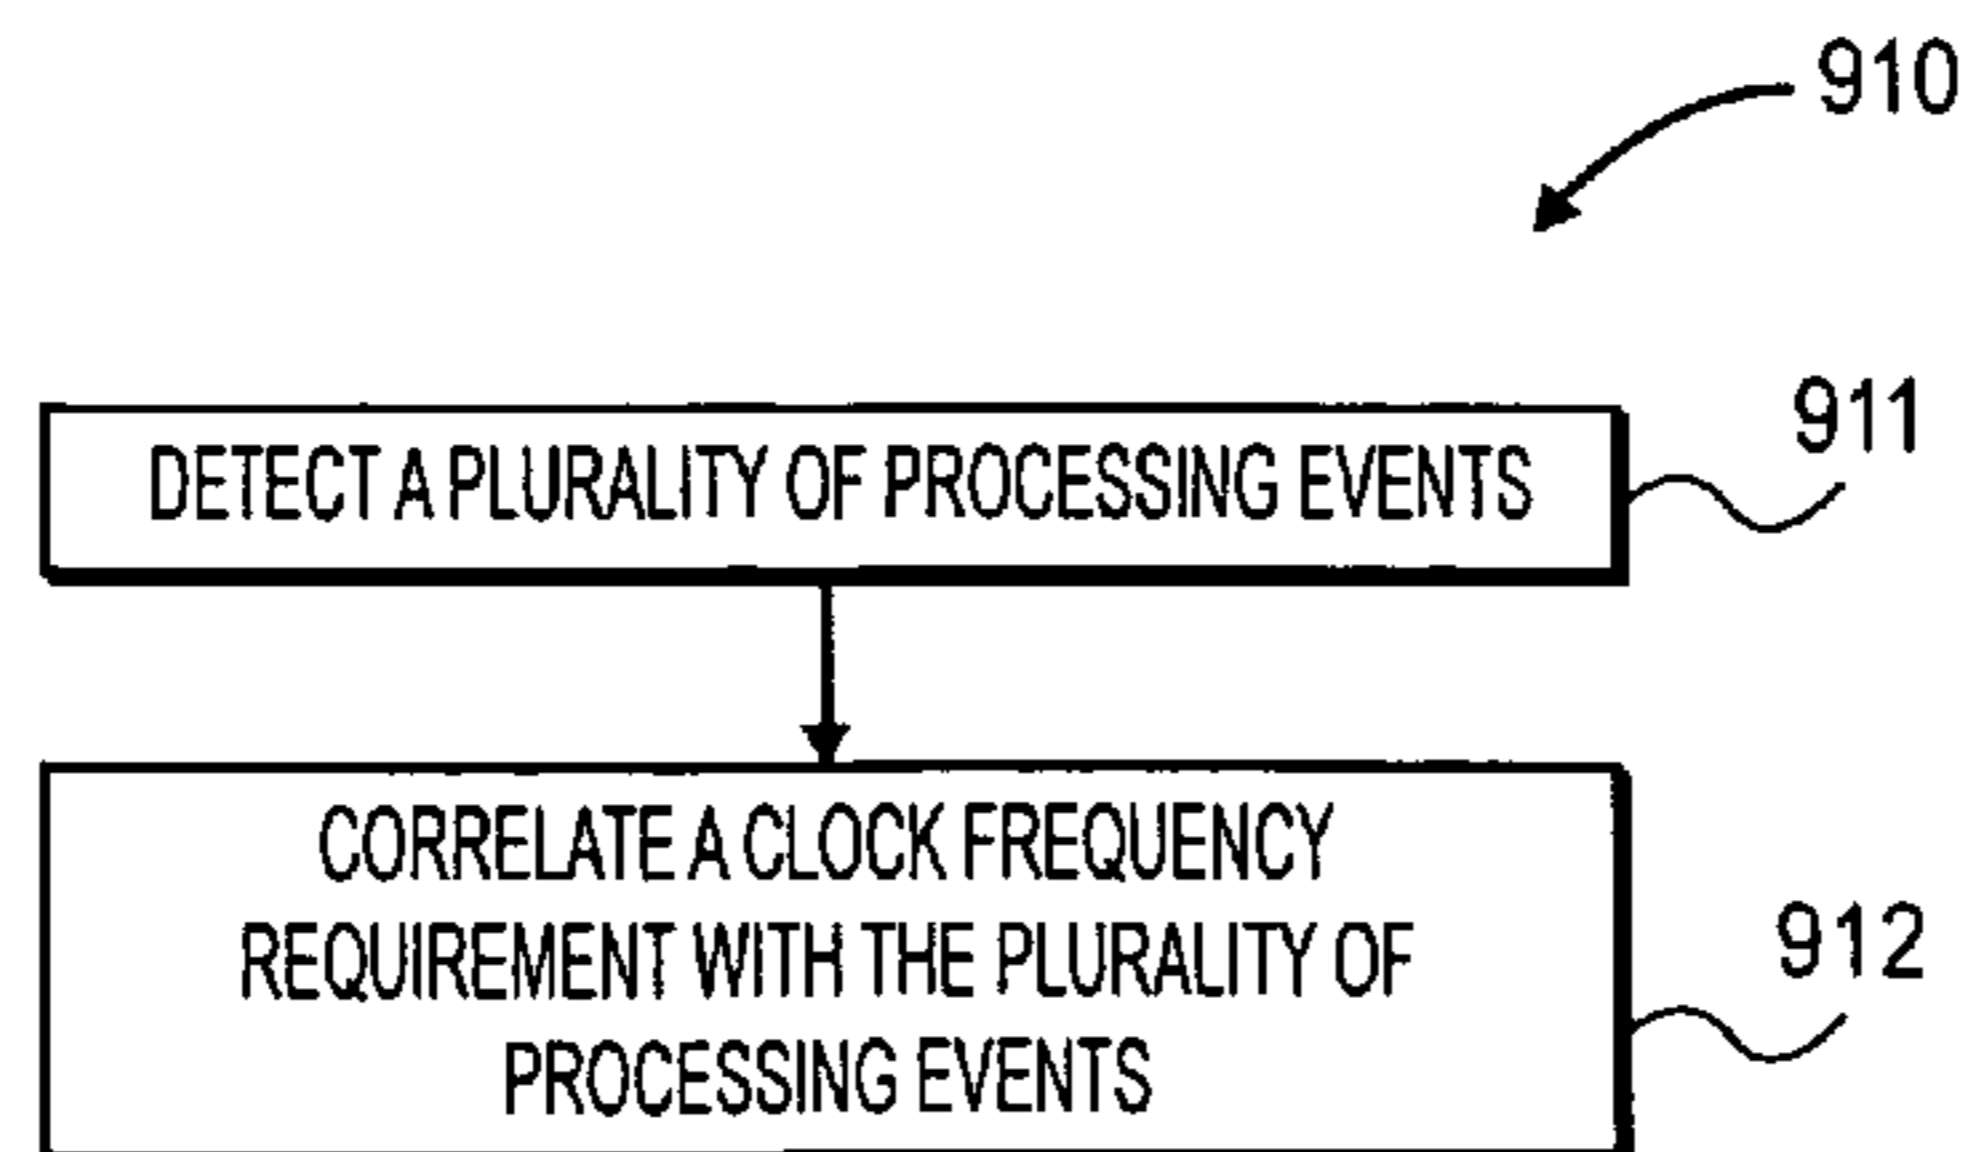 910
911
DETECT A PLURALITY OF PROCESSING EVENTS
CORRELATE A CLOCK FREQUENCY
REQUIREMENT WITH THE PLURALITY OF
PROCESSING EVENTS
912